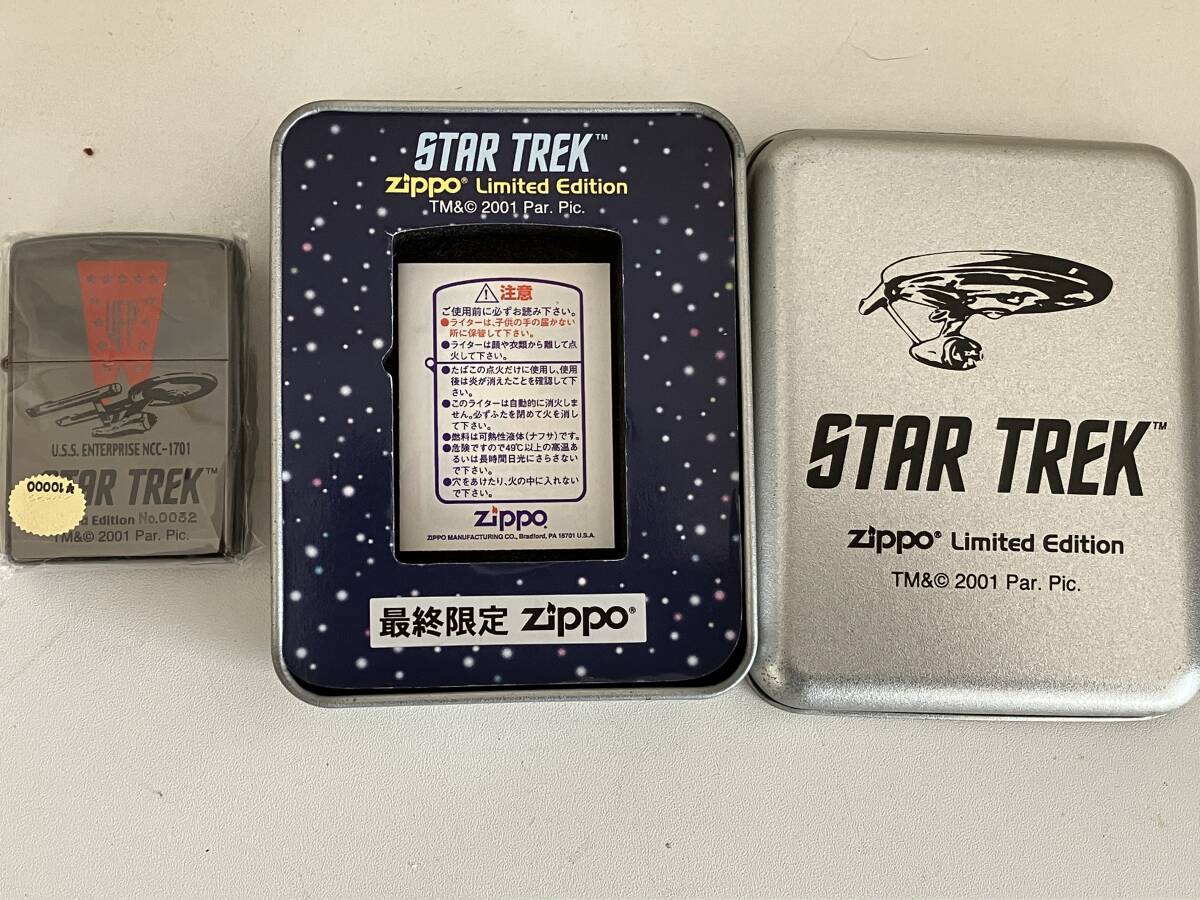 UFP
U.S.S. ENTERPRISE NCC-1701
STAR TREK™
¥10000
ed Edition No.0032
TM&© 2001 Par. Pic.
STAR TREK™
Zippo® Limited Edition
TM&© 2001 Par. Pic.
注意
ご使用前に必ずお読み下さい。
●ライターは、子供の手の届かない
所に保管して下さい。
●ライターは顔や衣類から離して点
火して下さい。
●たばこの点火だけに使用し、使用
後は炎が消えたことを確認して下
さい。
●このライターは自動的に消火しま
せん。必ずふたを閉めて火を消し
て下さい。
●燃料は可熱性液体(ナフサ)です。
●危険ですので49℃以上の高温あ
るいは長時間日光にさらさない
で下さい。
●穴をあけたり、火の中に入れない
で下さい。
Zippo
ZIPPO MANUFACTURING CO., Bradford, PA 16701 U.S.A.
最終限定 Zippo®
STAR TREK™
Zippo® Limited Edition
TM&© 2001 Par. Pic.